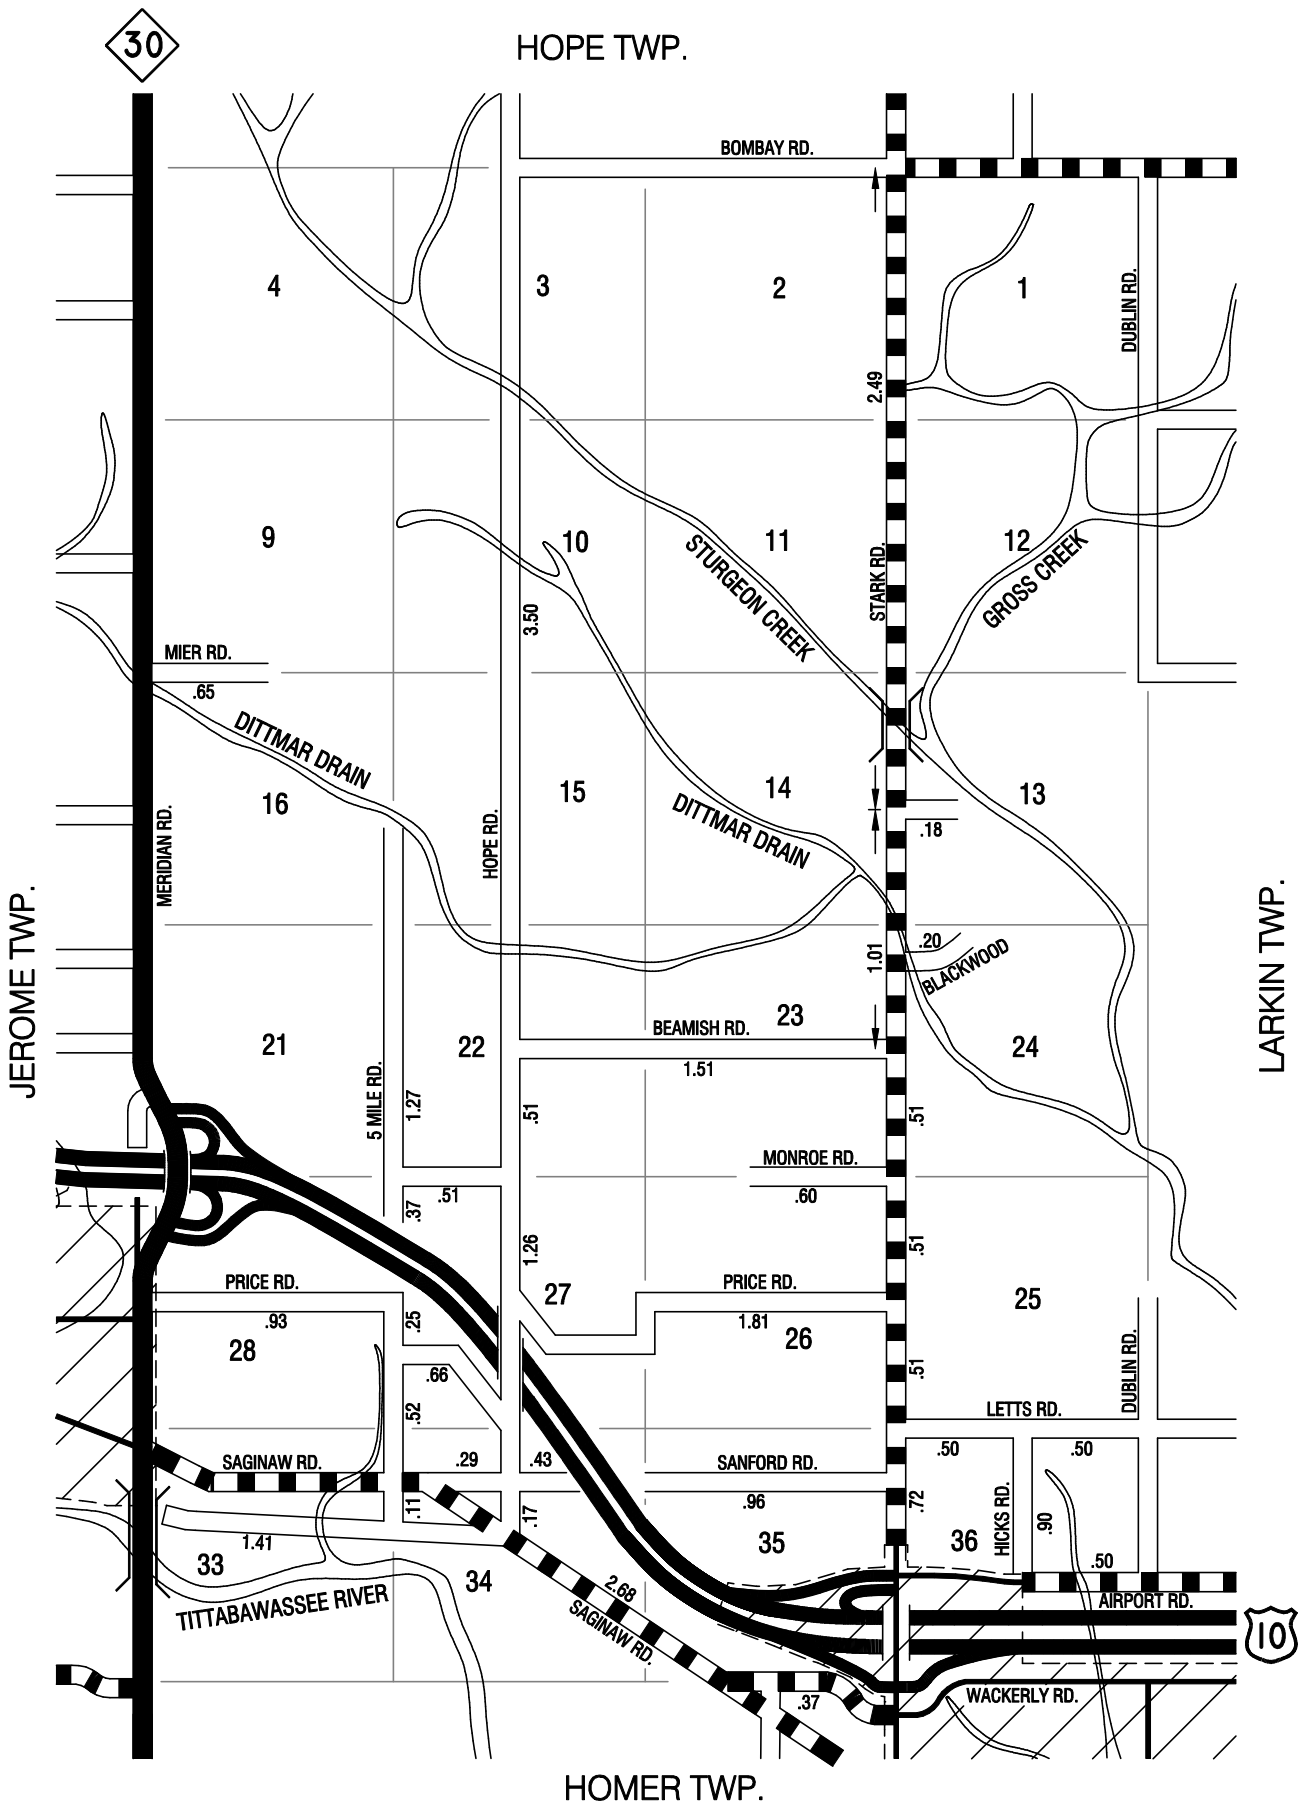 30
HOPE TWP.
BOMBAY RD.
4
3
2
1
DUBLIN RD.
2.49
9
10
11
12
STURGEON CREEK
STARK RD.
GROSS CREEK
3.50
MIER RD.
.65
DITTMAR DRAIN
16
15
14
13
DITTMAR DRAIN
MERIDIAN RD.
HOPE RD.
.18
JEROME TWP.
LARKIN TWP.
1.01
.20
BLACKWOOD
21
22
23
24
BEAMISH RD.
1.51
5 MILE RD.
1.27
.51
.51
MONROE RD.
.60
.51
.37
1.26
.51
PRICE RD.
.93
.25
27
PRICE RD.
1.81
25
28
26
.66
.51
DUBLIN RD.
.52
LETTS RD.
.50
.50
SAGINAW RD.
.29
.43
SANFORD RD.
.96
.72
.11
.17
HICKS RD.
.90
1.41
33
34
35
36
.50
TITTABAWASSEE RIVER
2.68
SAGINAW RD.
AIRPORT RD.
10
.37
WACKERLY RD.
HOMER TWP.